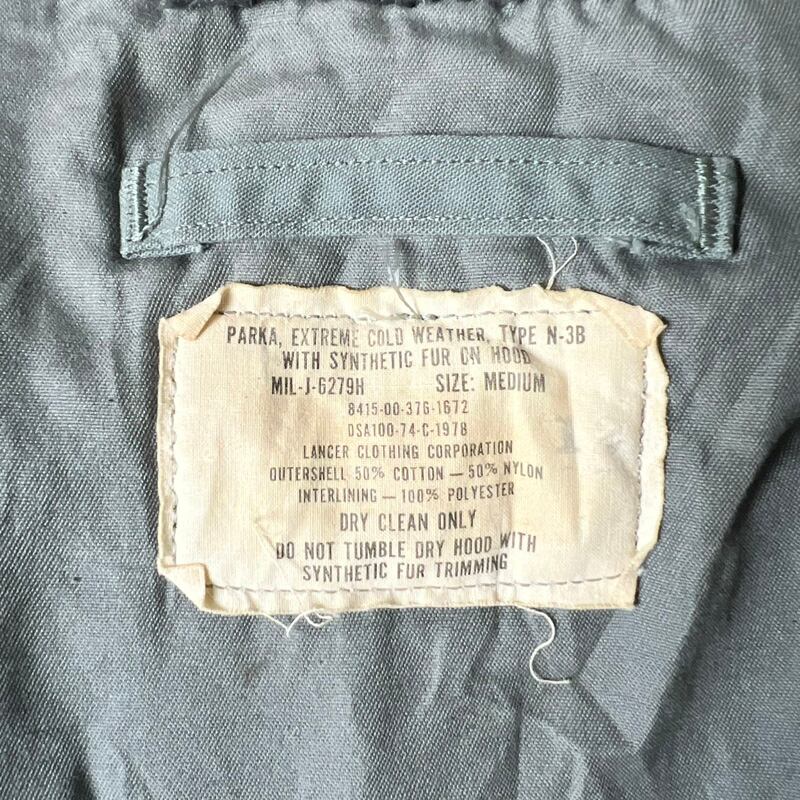 PARKA, EXTREME COLD WEATHER, TYPE N-3B
WITH SYNTHETIC FUR ON HOOD
MIL-J-6279H SIZE: MEDIUM
8415-00-376-1672
DSA100-74-C-1978
LANCER CLOTHING CORPORATION
OUTERSHELL 50% COTTON — 50% NYLON
INTERLINING — 100% POLYESTER
DRY CLEAN ONLY
DO NOT TUMBLE DRY HOOD WITH
SYNTHETIC FUR TRIMMING